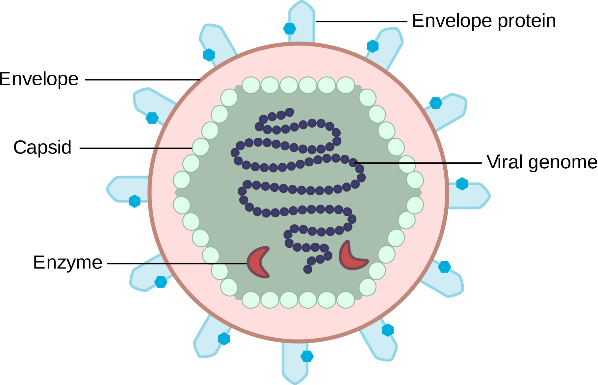 Envelope protein
Envelope
Capsid
Viral genome
Enzyme